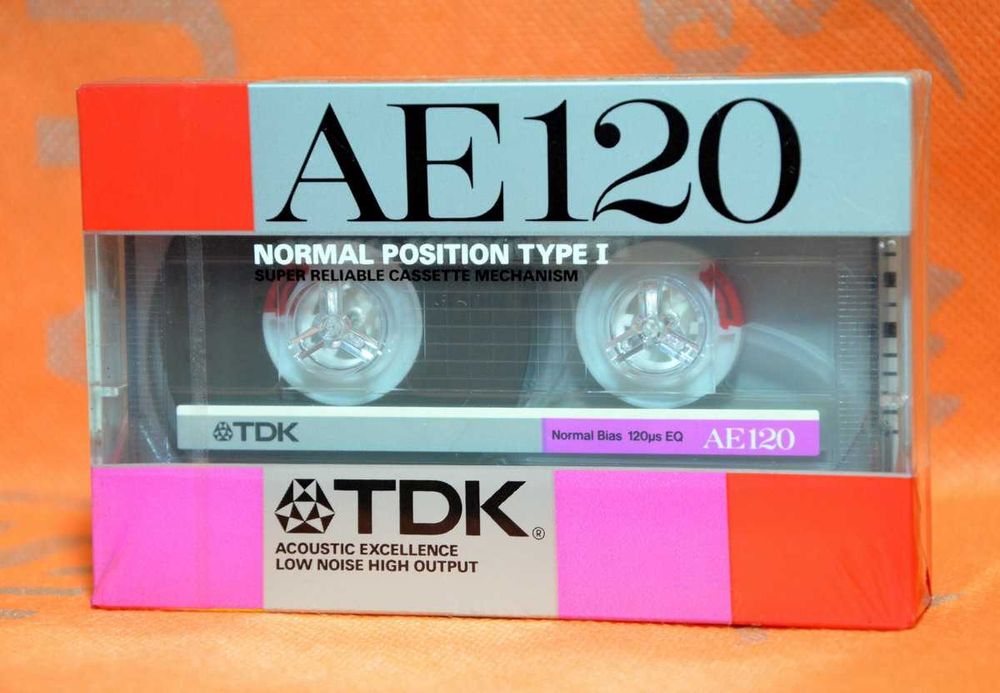 AE120
NORMAL POSITION TYPE I
SUPER RELIABLE CASSETTE MECHANISM
TDK Normal Bias 120µs EQ AE120
TDK®
ACOUSTIC EXCELLENCE
LOW NOISE HIGH OUTPUT